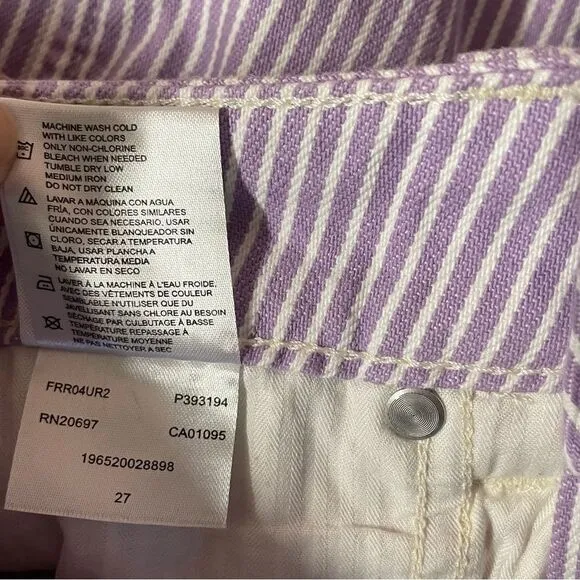 MACHINE WASH COLD
WITH LIKE COLORS
ONLY NON-CHLORINE
BLEACH WHEN NEEDED
TUMBLE DRY LOW
MEDIUM IRON
DO NOT DRY CLEAN
LAVAR A MÁQUINA CON AGUA
FRÍA, CON COLORES SIMILARES
CUANDO SEA NECESARIO, USAR
ÚNICAMENTE BLANQUEADOR SIN
CLORO, SECAR A TEMPERATURA
BAJA, USAR PLANCHA A
TEMPERATURA MEDIA
NO LAVAR EN SECO
LAVER À LA MACHINE À L'EAU FROIDE,
AVEC DES VÊTEMENTS DE COULEUR
SEMBLABLE N'UTILISER QUE DU
JAVELLISANT SANS CHLORE AU BESOIN
SÉCHAGE PAR CULBUTAGE À BASSE
TEMPÉRATURE REPASSAGE À
TEMPÉRATURE MOYENNE
NE PAS NETTOYER A SEC
FRR04UR2 P393194
RN20697 CA01095
196520028898
27